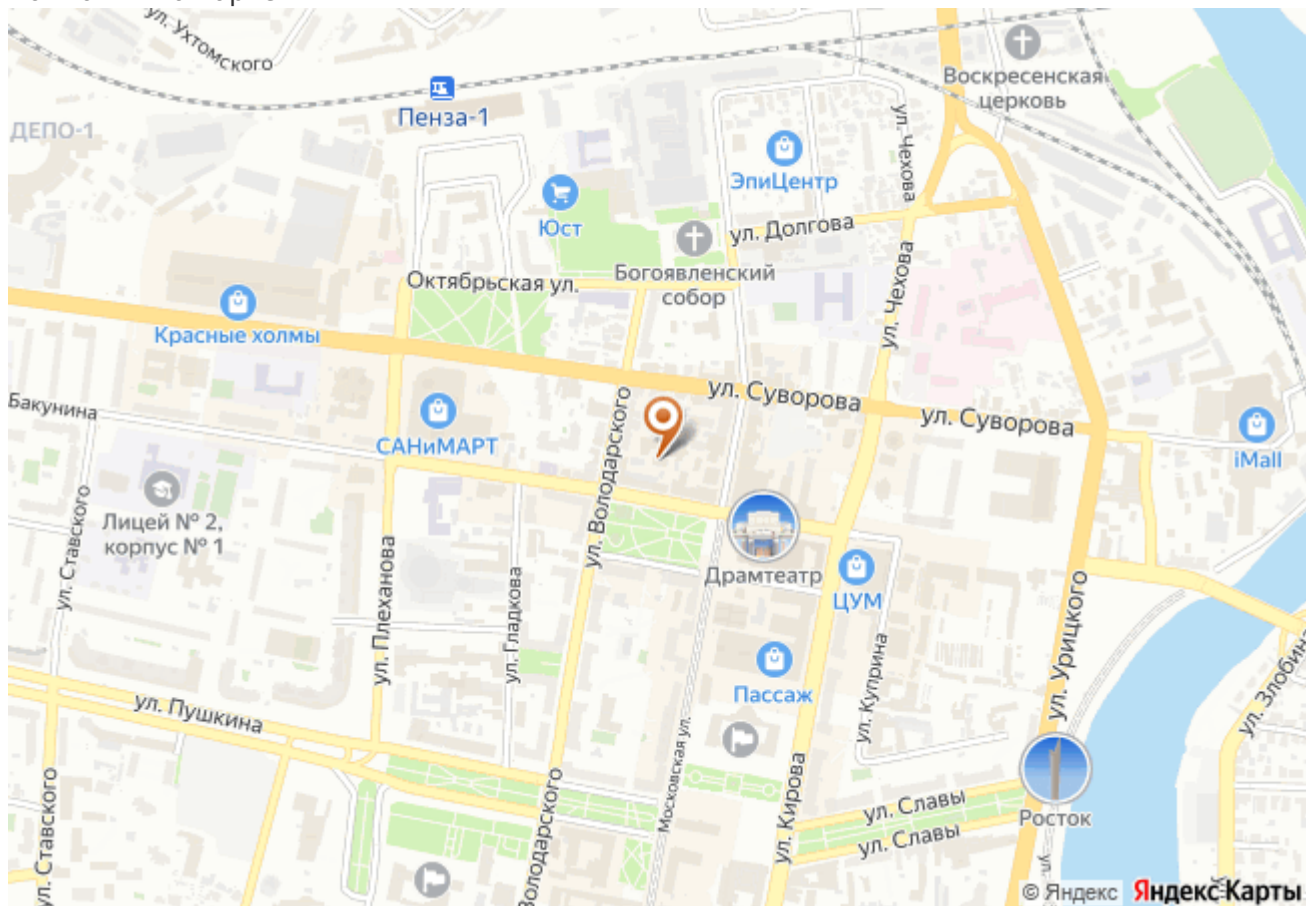 ул. Ухтомского
Воскресенская
церковь
Пенза-1
ДЕПО-1
ул. Чехова
ЭпиЦентр
Юст
ул. Долгова
Богоявленский
собор
Октябрьская ул.
ул. Чехова
Красные холмы
ул. Суворова
ул. Суворова
Бакунина
САНиМАРТ
ул. Володарского
iMall
Лицей № 2,
корпус № 1
ул. Ставского
ул. Плеханова
ул. Гладкова
Драмтеатр
ЦУМ
ул. Урицкого
ул. Куприна
Пассаж
ул. Злобин
ул. Пушкина
Московская ул.
ул. Кирова
ул. Славы
ул. Славы
Росток
ул. Ставского
Володарского
© Яндекс Яндекс Карты